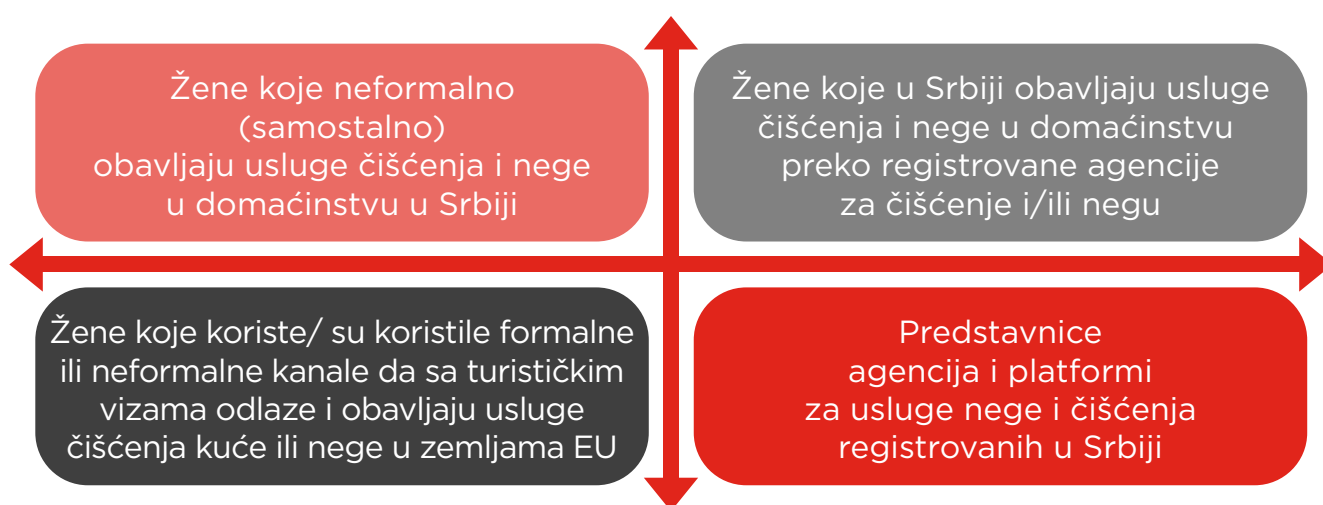 Žene koje neformalno
(samostalno)
obavljaju usluge čišćenja i nege
u domaćinstvu u Srbiji
Žene koje u Srbiji obavljaju usluge
čišćenja i nege u domaćinstvu
preko registrovane agencije
za čišćenje i/ili negu
Žene koje koriste/ su koristile formalne
ili neformalne kanale da sa turističkim
vizama odlaze i obavljaju usluge
čišćenja kuće ili nege u zemljama EU
Predstavnice
agencija i platformi
za usluge nege i čišćenja
registrovanih u Srbiji